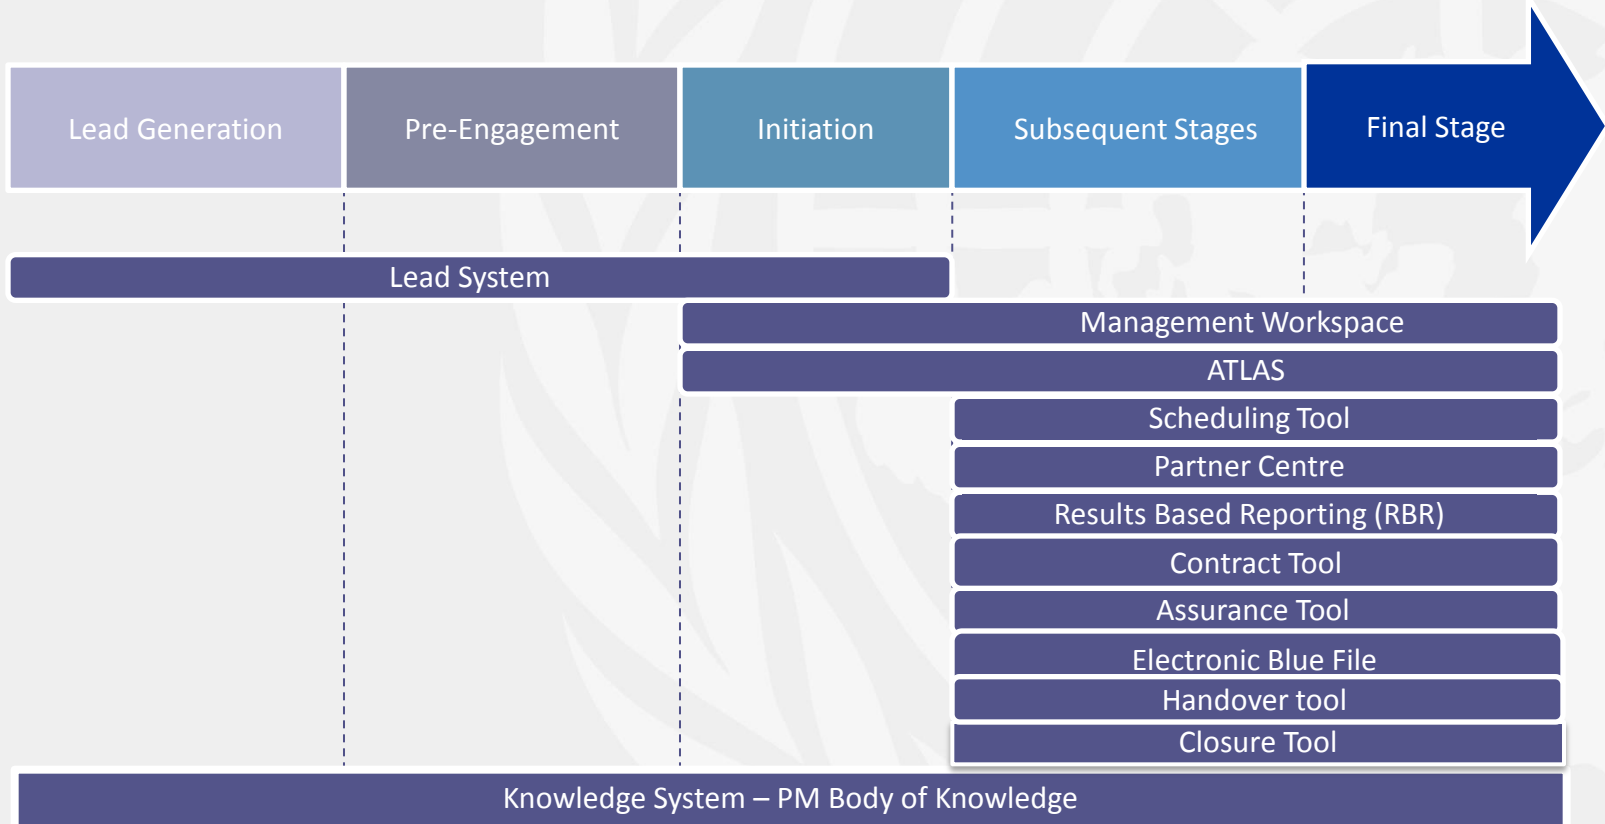 Lead Generation
Pre-Engagement
Initiation
Subsequent Stages
Final Stage
Lead System
Management Workspace
ATLAS
Scheduling Tool
Partner Centre
Results Based Reporting (RBR)
Contract Tool
Assurance Tool
Electronic Blue File
Handover tool
Closure Tool
Knowledge System – PM Body of Knowledge